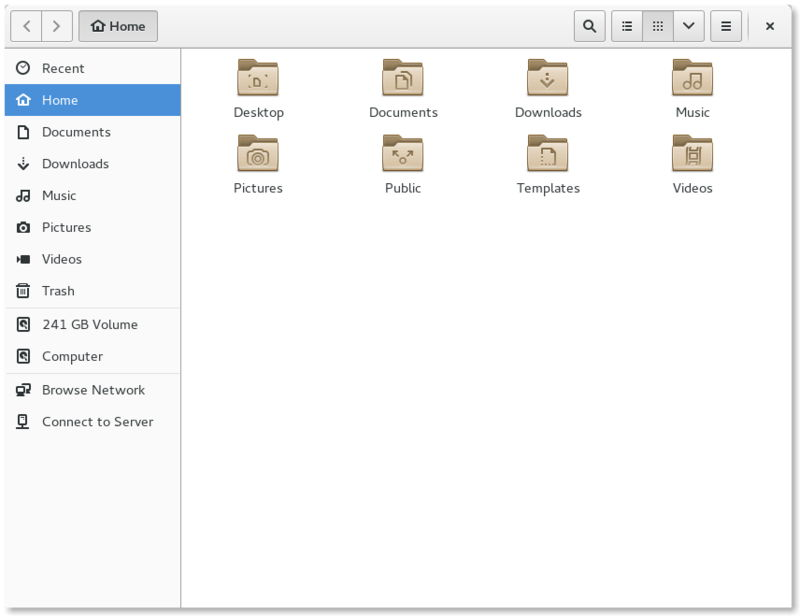 Home
Recent
Home
Documents
Downloads
Music
Pictures
Videos
Trash
241 GB Volume
Computer
Browse Network
Connect to Server
Desktop
Documents
Downloads
Music
Pictures
Public
Templates
Videos